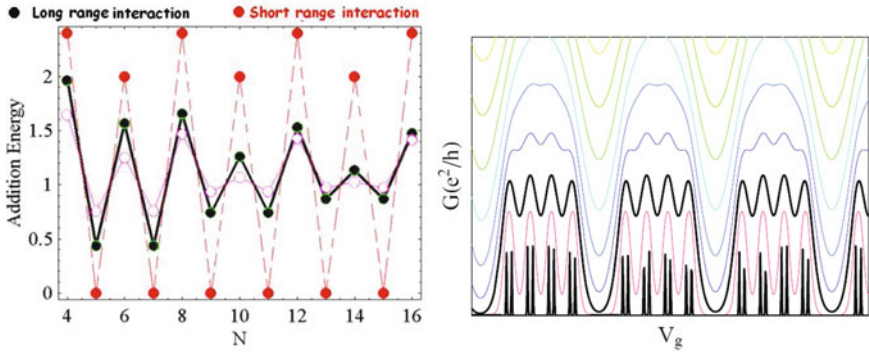 Long range interaction
Short range interaction
Addition Energy
2
1.5
1
0.5
0
4
6
8
10
12
14
16
N
G(e²/h)
V_g